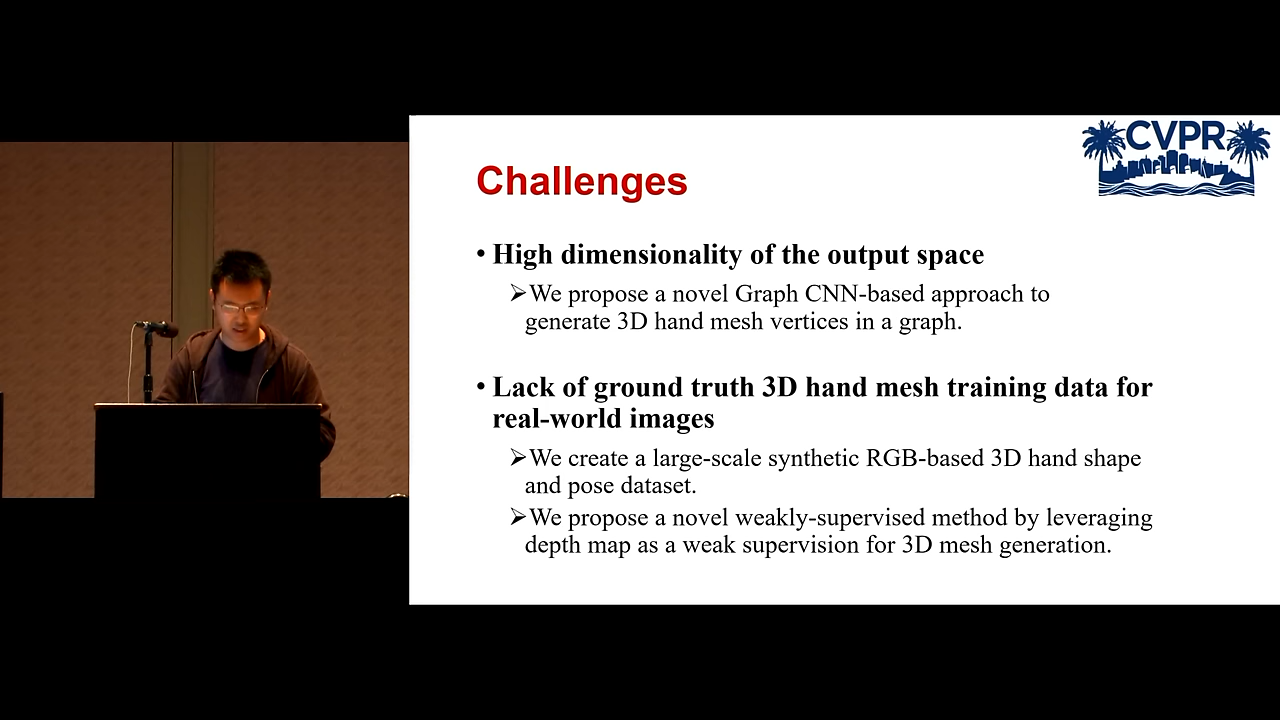 CVPR
Challenges
• High dimensionality of the output space
➢We propose a novel Graph CNN-based approach to
generate 3D hand mesh vertices in a graph.
• Lack of ground truth 3D hand mesh training data for
real-world images
➢We create a large-scale synthetic RGB-based 3D hand shape
and pose dataset.
➢We propose a novel weakly-supervised method by leveraging
depth map as a weak supervision for 3D mesh generation.